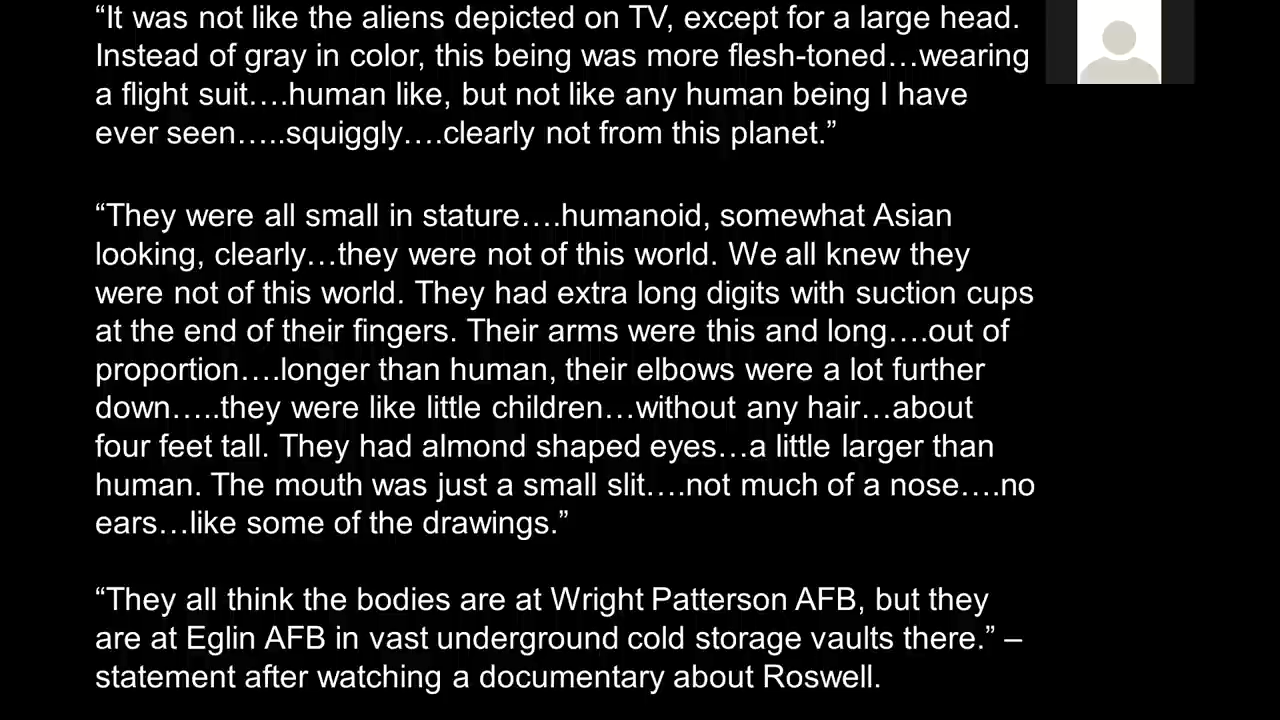 “It was not like the aliens depicted on TV, except for a large head.
Instead of gray in color, this being was more flesh-toned…wearing
a flight suit….human like, but not like any human being I have
ever seen…..squiggly….clearly not from this planet.”
“They were all small in stature….humanoid, somewhat Asian
looking, clearly…they were not of this world. We all knew they
were not of this world. They had extra long digits with suction cups
at the end of their fingers. Their arms were this and long….out of
proportion….longer than human, their elbows were a lot further
down…..they were like little children…without any hair…about
four feet tall. They had almond shaped eyes…a little larger than
human. The mouth was just a small slit….not much of a nose….no
ears…like some of the drawings.”
“They all think the bodies are at Wright Patterson AFB, but they
are at Eglin AFB in vast underground cold storage vaults there.” –
statement after watching a documentary about Roswell.